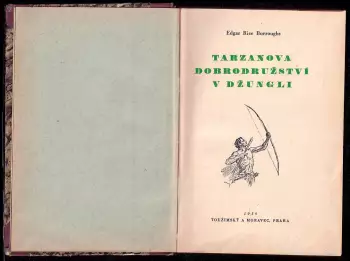 Edgar Rice Burroughs
TARZANOVA
DOBRODRUŽSTVÍ
V DŽUNGLI
TOUŽIMSKÝ A MORAVEC, PRAHA